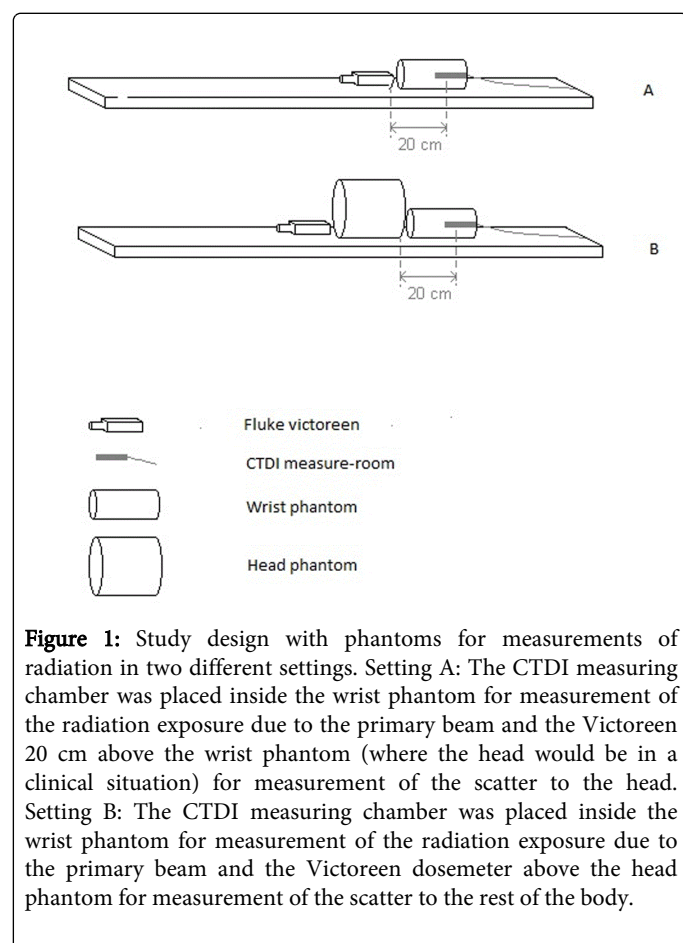 A
20 cm
B
20 cm
Fluke victoreen
CTDI measure-room
Wrist phantom
Head phantom
Figure 1: Study design with phantoms for measurements of
radiation in two different settings. Setting A: The CTDI measuring
chamber was placed inside the wrist phantom for measurement of
the radiation exposure due to the primary beam and the Victoreen
20 cm above the wrist phantom (where the head would be in a
clinical situation) for measurement of the scatter to the head.
Setting B: The CTDI measuring chamber was placed inside the
wrist phantom for measurement of the radiation exposure due to
the primary beam and the Victoreen dosemeter above the head
phantom for measurement of the scatter to the rest of the body.